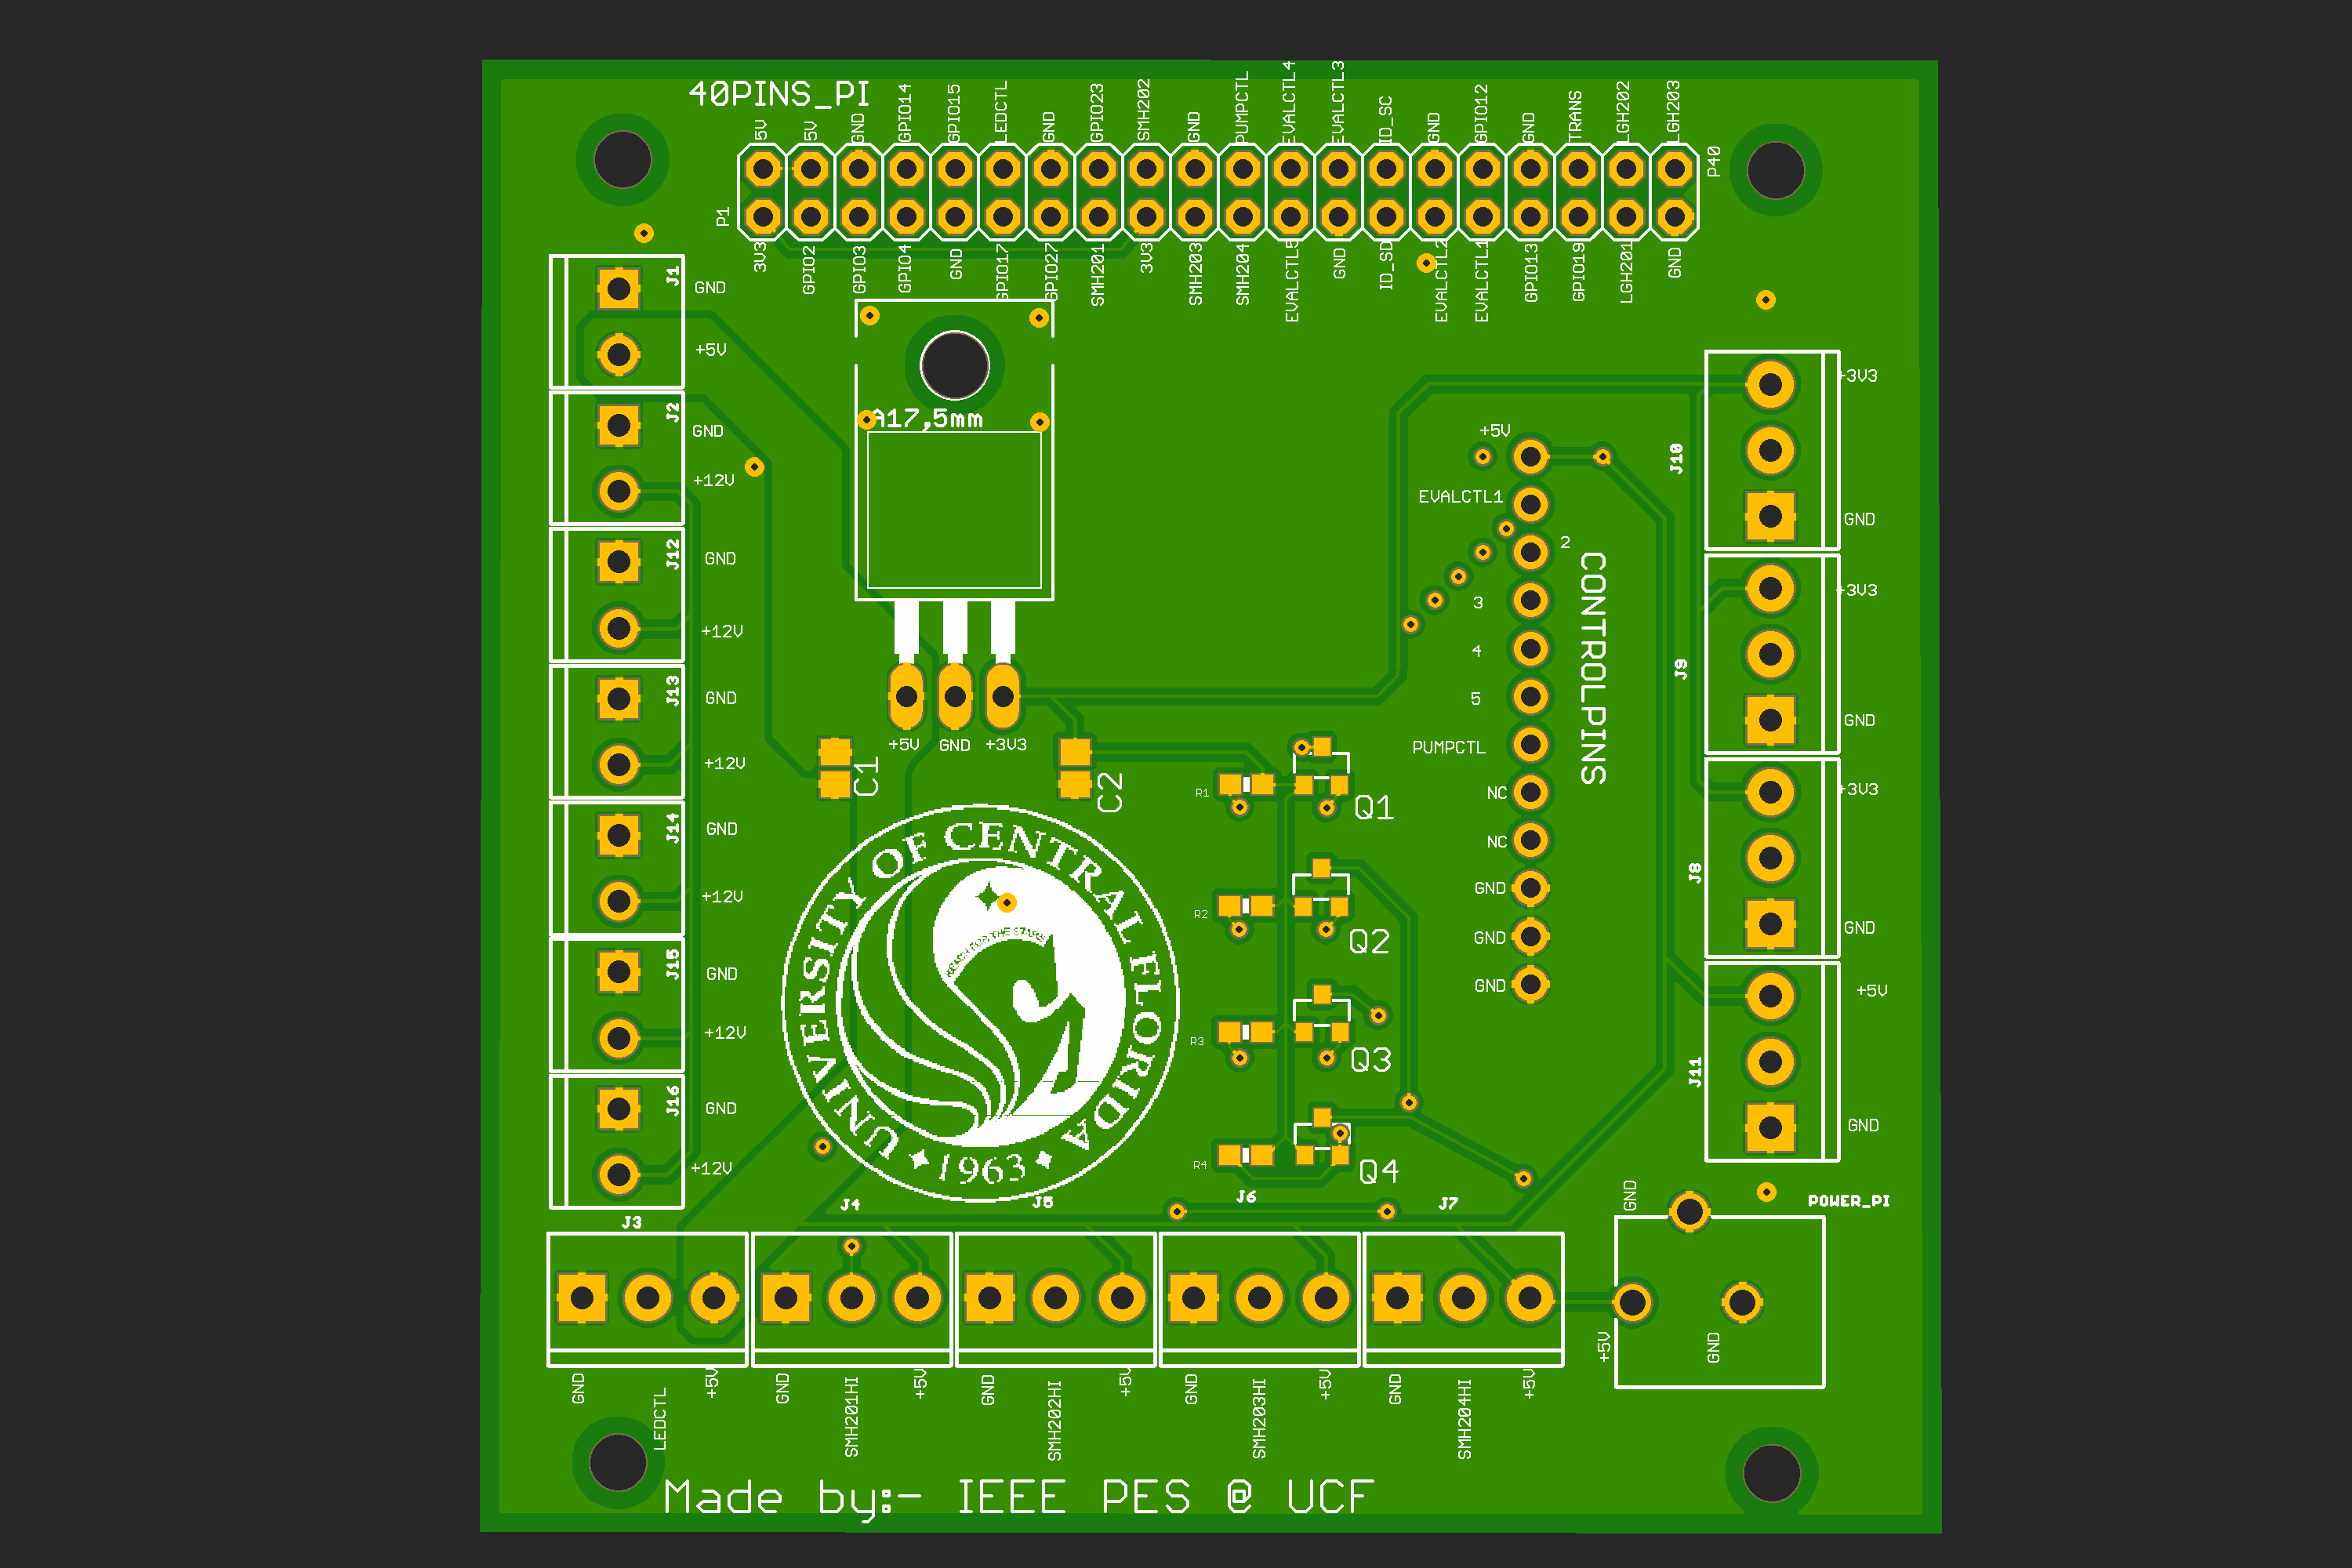 40PINS_PI
5V
5V
GND
GPIO14
GPIO15
LEDCTL
GND
GPIO23
SMH202
GND
PUMPCTL
EVALCTL4
EVALCTL3
ID_SC
GND
GPIO12
GND
TRANS
LGH202
LGH203
P40
P1
3V3
GPIO2
GPIO3
GPIO4
GND
GPIO17
GPIO27
SMH201
3V3
SMH203
SMH204
EVALCTL5
GND
ID_SD
EVALCTL2
EVALCTL1
GPIO13
GPIO19
LGH201
GND
J1
GND
+5V
J2
GND
+12V
J12
GND
+12V
J13
GND
+12V
J14
GND
+12V
J15
GND
+12V
J16
GND
+12V
A17,5mm
+5V
GND
+3V3
C1
C2
+5V
EVALCTL1
2
3
4
5
PUMPCTL
NC
NC
GND
GND
GND
CONTROLPINS
J10
+3V3
GND
J9
+3V3
GND
J8
+3V3
GND
J11
+5V
GND
R1
Q1
R2
Q2
R3
Q3
R4
Q4
UNIVERSITY OF CENTRAL FLORIDA
REACH FOR THE STARS
1963
J3
J4
J5
J6
J7
GND
POWER_PI
+5V
GND
GND
LEDCTL
+5V
GND
SMH201HI
+5V
GND
SMH202HI
+5V
GND
SMH203HI
+5V
GND
SMH204HI
+5V
Made by:- IEEE PES @ UCF